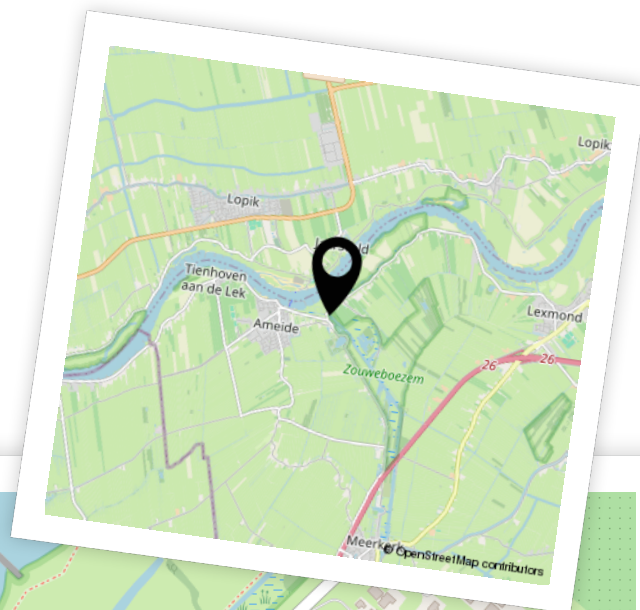 Lopik
Lopik
Tienhoven
aan de Lek
Ameide
Lexmond
26
26
Zouweboezem
© OpenStreetMap contributors